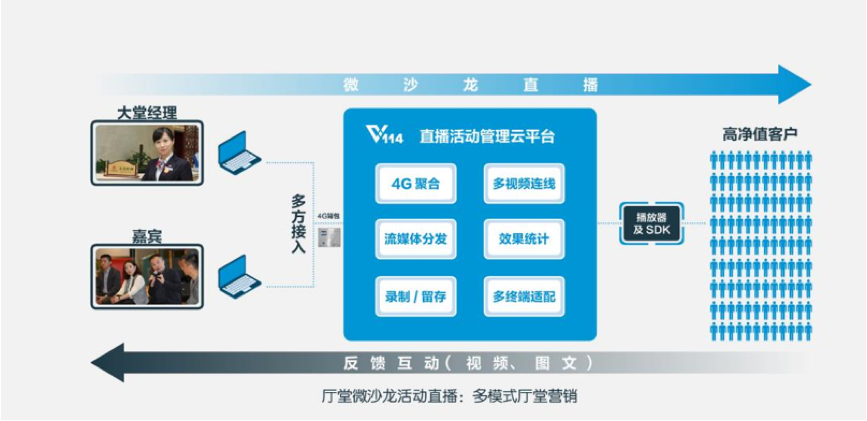 微沙龙直播
大堂经理
嘉宾
多方接入
4G背包
V114 直播活动管理云平台
4G 聚合
多视频连线
流媒体分发
效果统计
录制 / 留存
多终端适配
播放器
及 SDK
高净值客户
反馈互动(视频、图文)
厅堂微沙龙活动直播:多模式厅堂营销